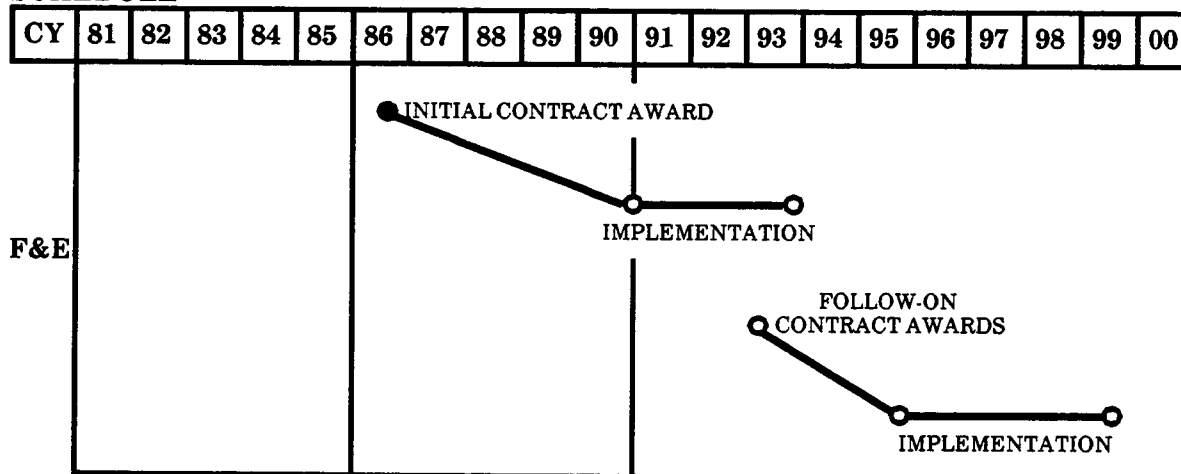 CY 81 82 83 84 85 86 87 88 89 90 91 92 93 94 95 96 97 98 99 00
INITIAL CONTRACT AWARD
IMPLEMENTATION
F&E
FOLLOW-ON
CONTRACT AWARDS
IMPLEMENTATION